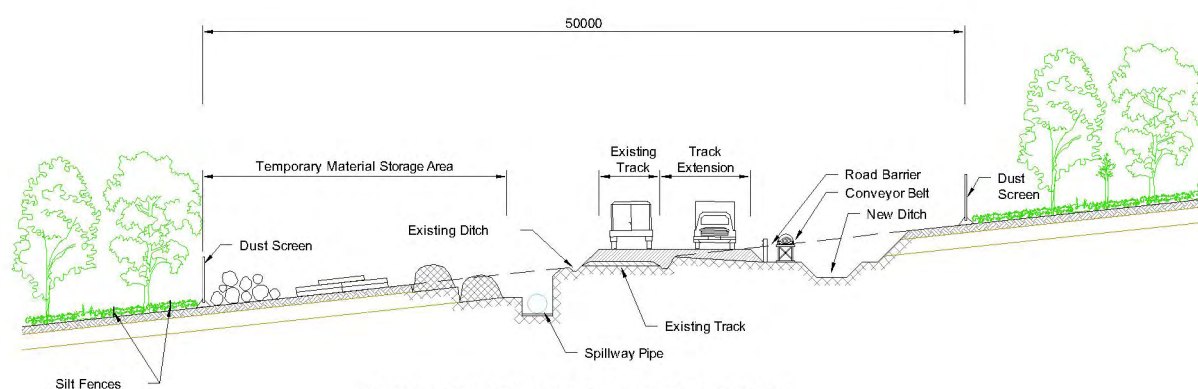 50000
Temporary Material Storage Area
Existing
Track
Track
Extension
Road Barrier
Conveyor Belt
New Ditch
Dust
Screen
Existing Ditch
Dust Screen
Existing Track
Spillway Pipe
Silt Fences